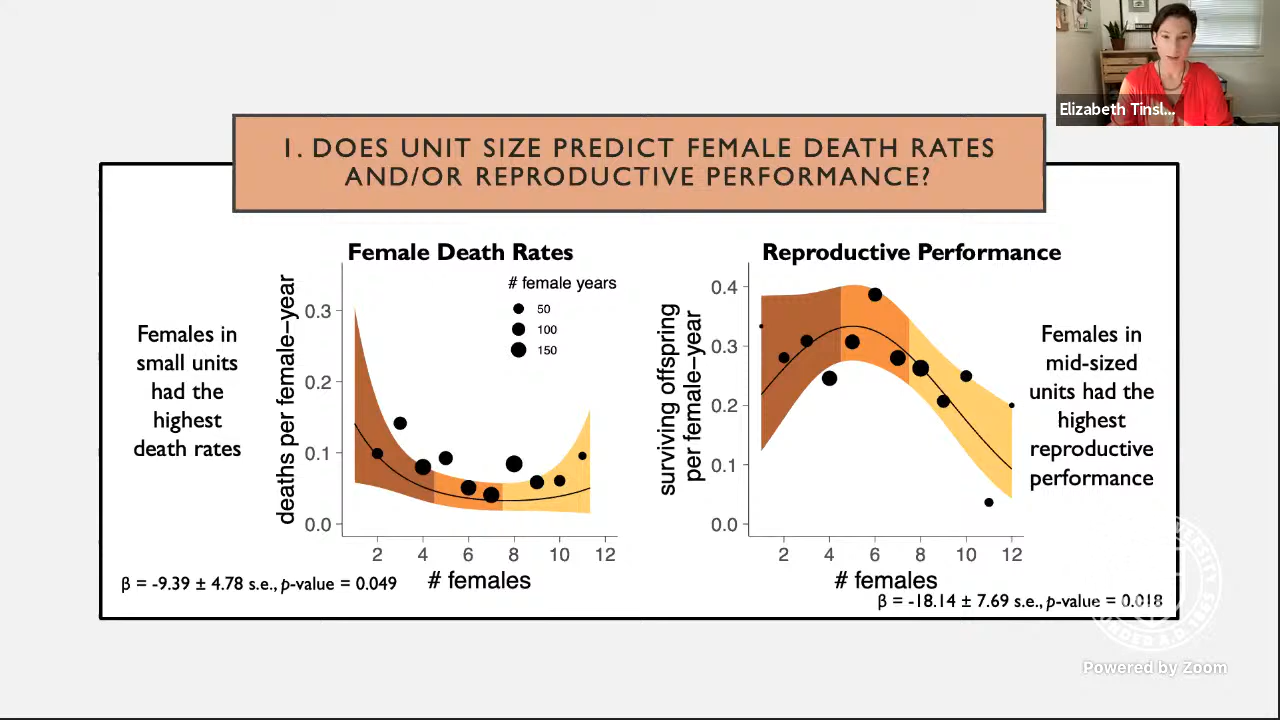 Elizabeth Tinsl...
1. DOES UNIT SIZE PREDICT FEMALE DEATH RATES
AND/OR REPRODUCTIVE PERFORMANCE?
Females in
small units
had the
highest
death rates
Female Death Rates
deaths per female–year
# female years
50
100
150
0.3
0.2
0.1
0.0
2 4 6 8 10 12
# females
β = -9.39 ± 4.78 s.e., p-value = 0.049
Reproductive Performance
surviving offspring
per female–year
0.4
0.3
0.2
0.1
0.0
2 4 6 8 10 12
# females
β = -18.14 ± 7.69 s.e., p-value = 0.018
Females in
mid-sized
units had the
highest
reproductive
performance
Powered by Zoom